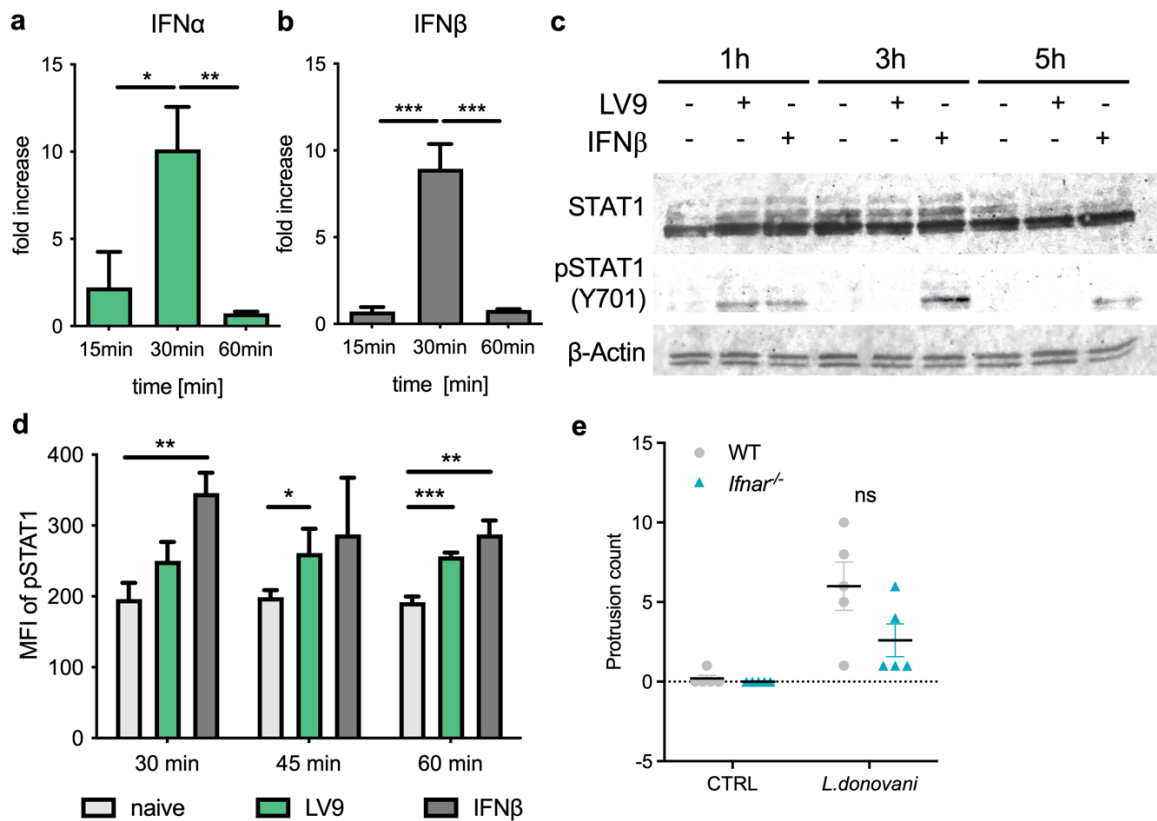 a
IFNα
fold increase
15
10
5
0
* **
15min 30min 60min
time [min]
b
IFNβ
fold increase
15
10
5
0
*** ***
15min 30min 60min
time [min]
c
1h 3h 5h
LV9 - + - - + - - + -
IFNβ - - + - - + - - +
STAT1
pSTAT1
(Y701)
β-Actin
d
MFI of pSTAT1
400
300
200
100
0
** * ** ***
30 min 45 min 60 min
naive LV9 IFNβ
e
Protrusion count
15
10
5
0
-5
WT
Ifnar-/-
ns
CTRL L.donovani